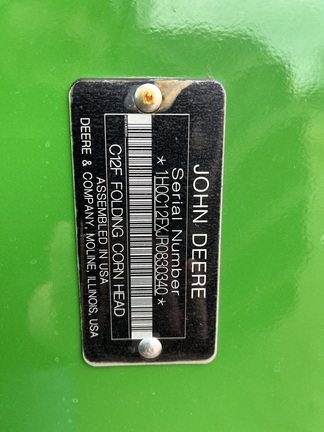 JOHN DEERE
Serial Number
*1H0C12FXJR0830340*
C12F FOLDING CORN HEAD
ASSEMBLED IN USA
DEERE & COMPANY, MOLINE, ILLINOIS, USA